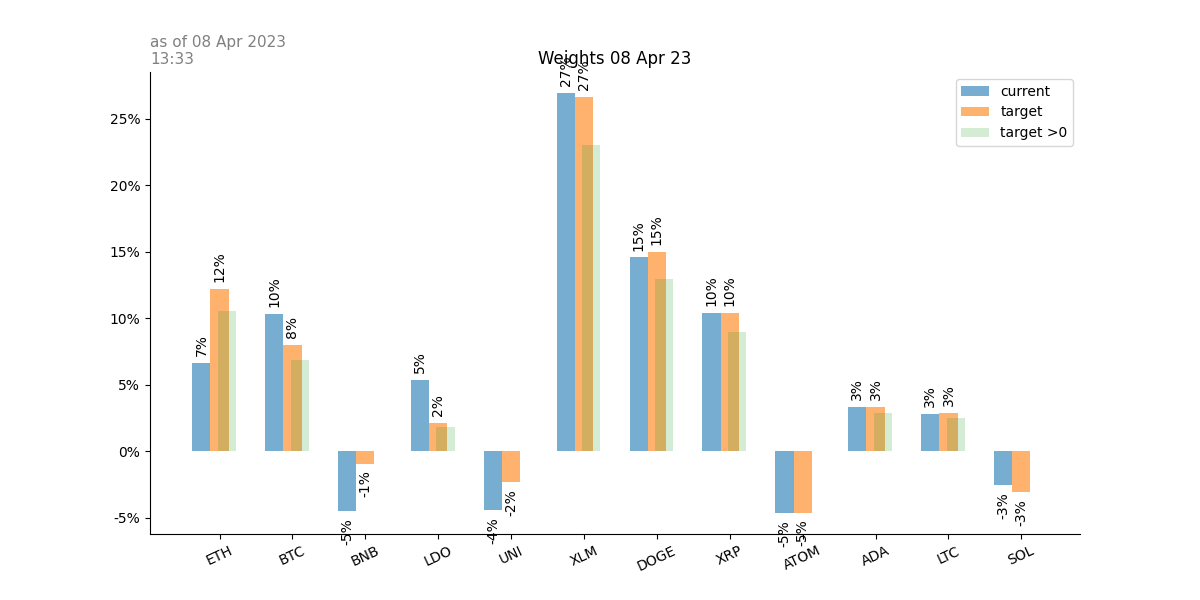 as of 08 Apr 2023
13:33
Weights 08 Apr 23
current
target
target >0
25%
20%
15%
10%
5%
0%
-5%
7%
12%
10%
8%
-5%
-1%
5%
2%
-4%
-2%
27%
27%
15%
15%
10%
10%
-5%
-5%
3%
3%
3%
3%
-3%
-3%
ETH
BTC
BNB
LDO
UNI
XLM
DOGE
XRP
ATOM
ADA
LTC
SOL